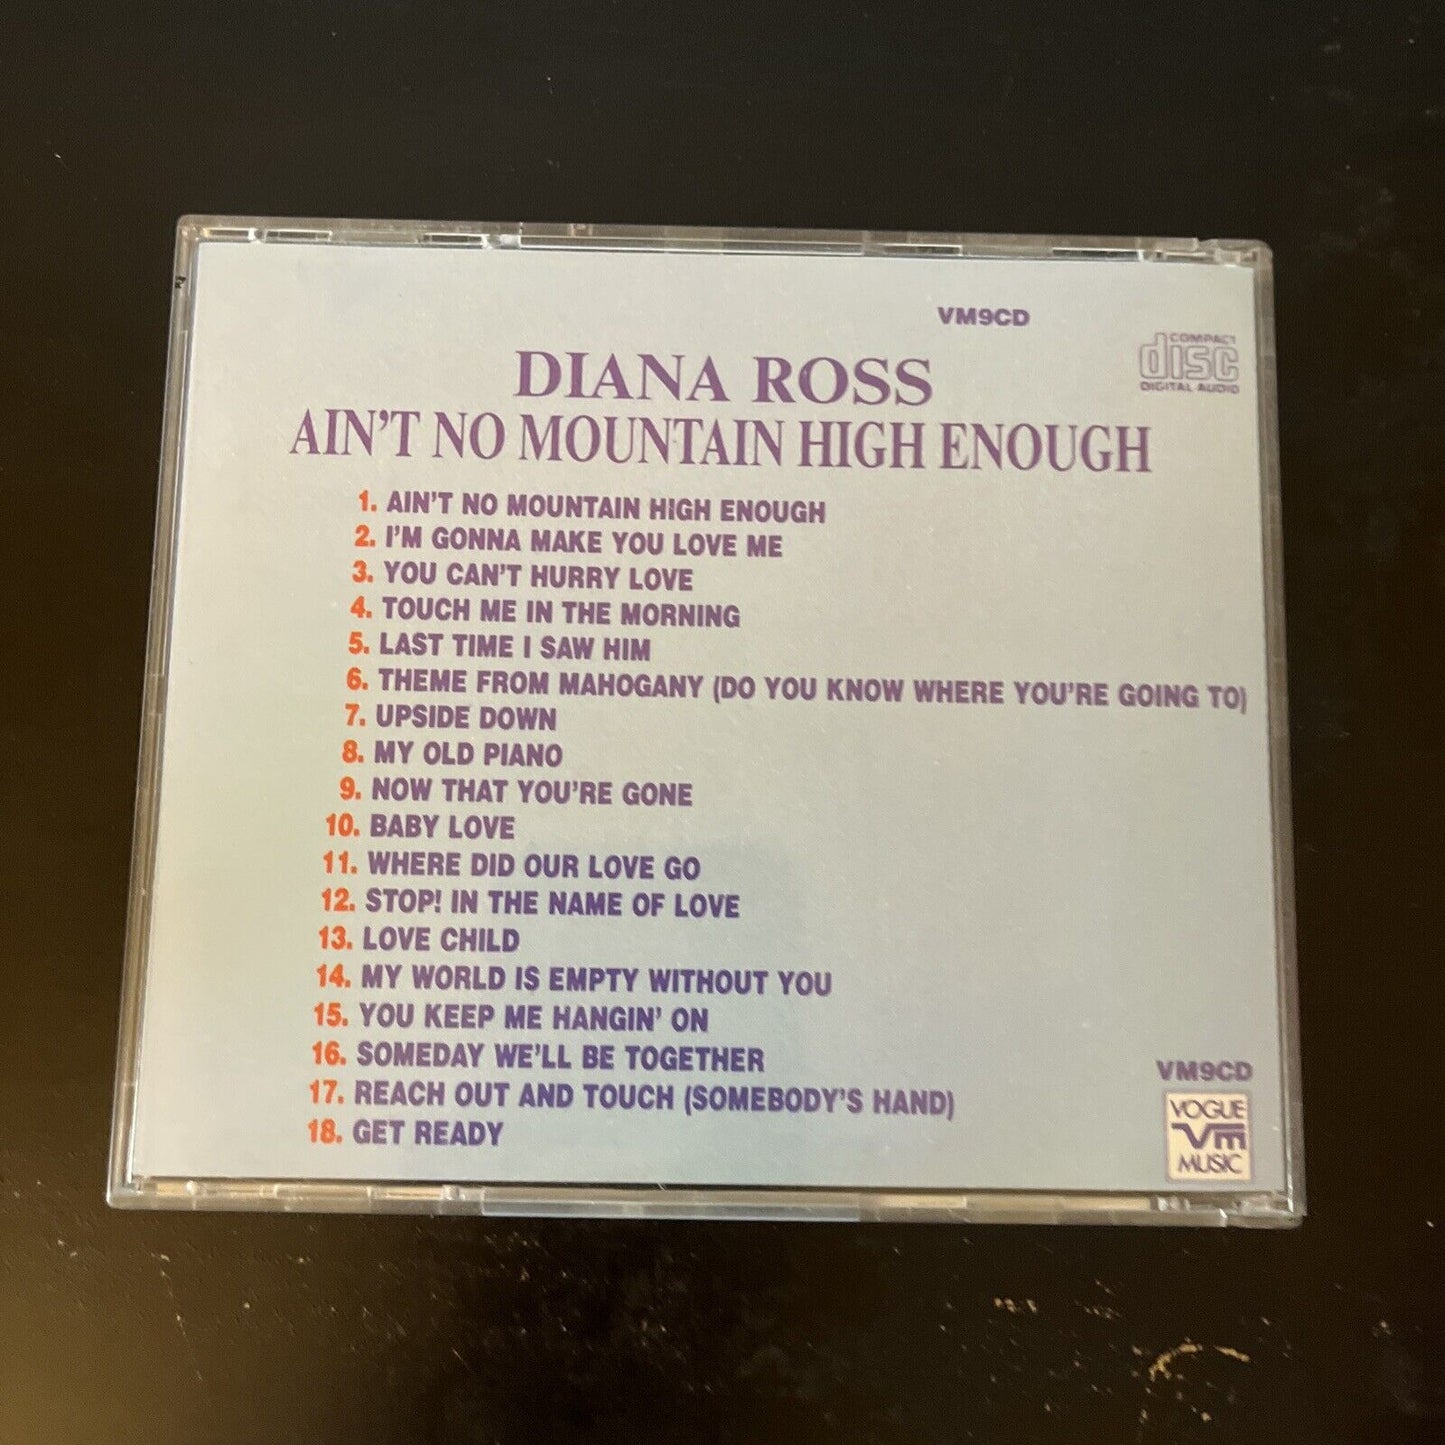 VM9CD
COMPACT
disc
DIGITAL AUDIO
DIANA ROSS
AIN'T NO MOUNTAIN HIGH ENOUGH
1. AIN'T NO MOUNTAIN HIGH ENOUGH
2. I'M GONNA MAKE YOU LOVE ME
3. YOU CAN'T HURRY LOVE
4. TOUCH ME IN THE MORNING
5. LAST TIME I SAW HIM
6. THEME FROM MAHOGANY (DO YOU KNOW WHERE YOU'RE GOING TO)
7. UPSIDE DOWN
8. MY OLD PIANO
9. NOW THAT YOU'RE GONE
10. BABY LOVE
11. WHERE DID OUR LOVE GO
12. STOP! IN THE NAME OF LOVE
13. LOVE CHILD
14. MY WORLD IS EMPTY WITHOUT YOU
15. YOU KEEP ME HANGIN' ON
16. SOMEDAY WE'LL BE TOGETHER
17. REACH OUT AND TOUCH (SOMEBODY'S HAND)
18. GET READY
VM9CD
VOGUE
VM
MUSIC